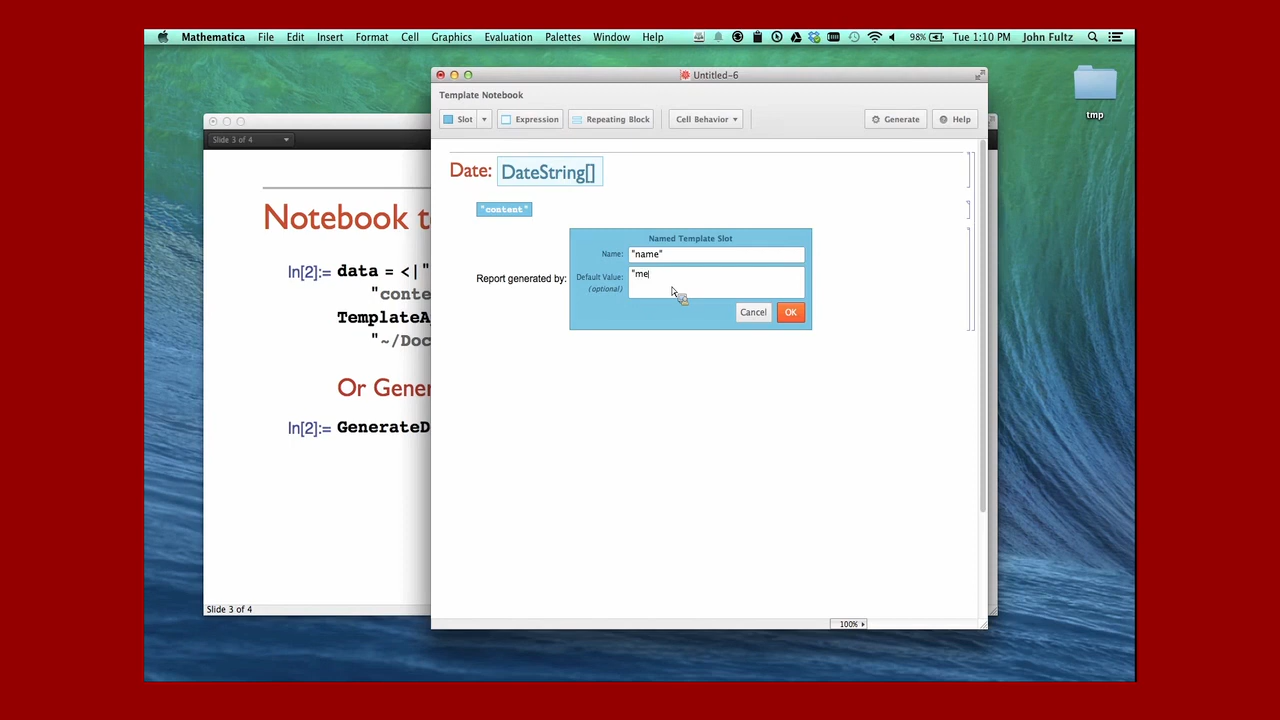 Mathematica File Edit Insert Format Cell Graphics Evaluation Palettes Window Help 98% Tue 1:10 PM John Fultz
Untitled-6
tmp
Template Notebook
Slot Expression Repeating Block Cell Behavior Generate Help
Slide 3 of 4
Date: DateString[]
"content"
Named Template Slot
Name: "name"
Report generated by:
Default Value: "me
(optional)
Cancel OK
Notebook t
In[2]:= data = <|"
"conte
TemplateA
"~/Doc
Or Gener
In[2]:= GenerateD
Slide 3 of 4
100%